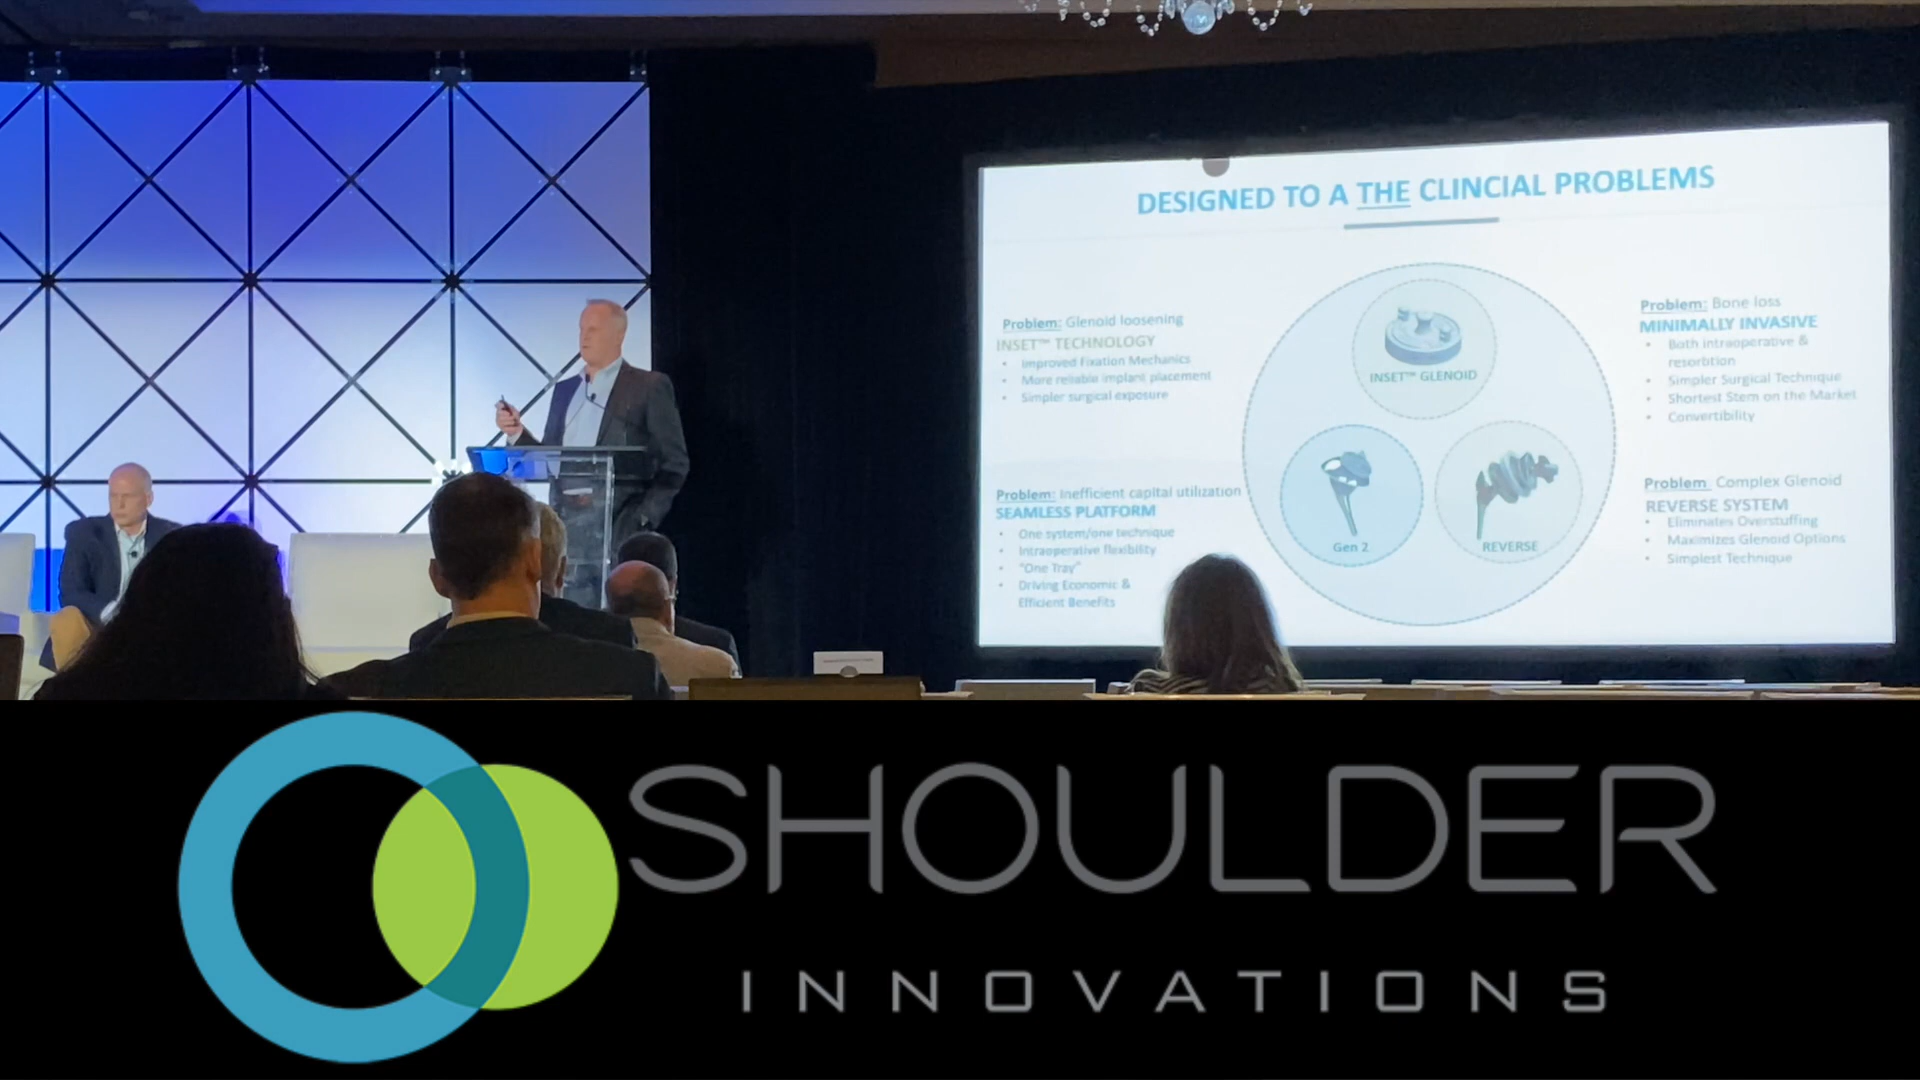 DESIGNED TO A THE CLINCIAL PROBLEMS
Problem: Glenoid loosening
INSET™ TECHNOLOGY
• Improved Fixation Mechanics
• More reliable implant placement
• Simpler surgical exposure
Problem: Inefficient capital utilization
SEAMLESS PLATFORM
• One system/one technique
• Intraoperative flexibility
• "One Tray"
• Driving Economic &
Efficient Benefits
INSET™ GLENOID
Gen 2
REVERSE
Problem: Bone loss
MINIMALLY INVASIVE
• Both intraoperative &
resorbtion
• Simpler Surgical Technique
• Shortest Stem on the Market
• Convertibility
Problem Complex Glenoid
REVERSE SYSTEM
• Eliminates Overstuffing
• Maximizes Glenoid Options
• Simplest Technique
SHOULDER
INNOVATIONS